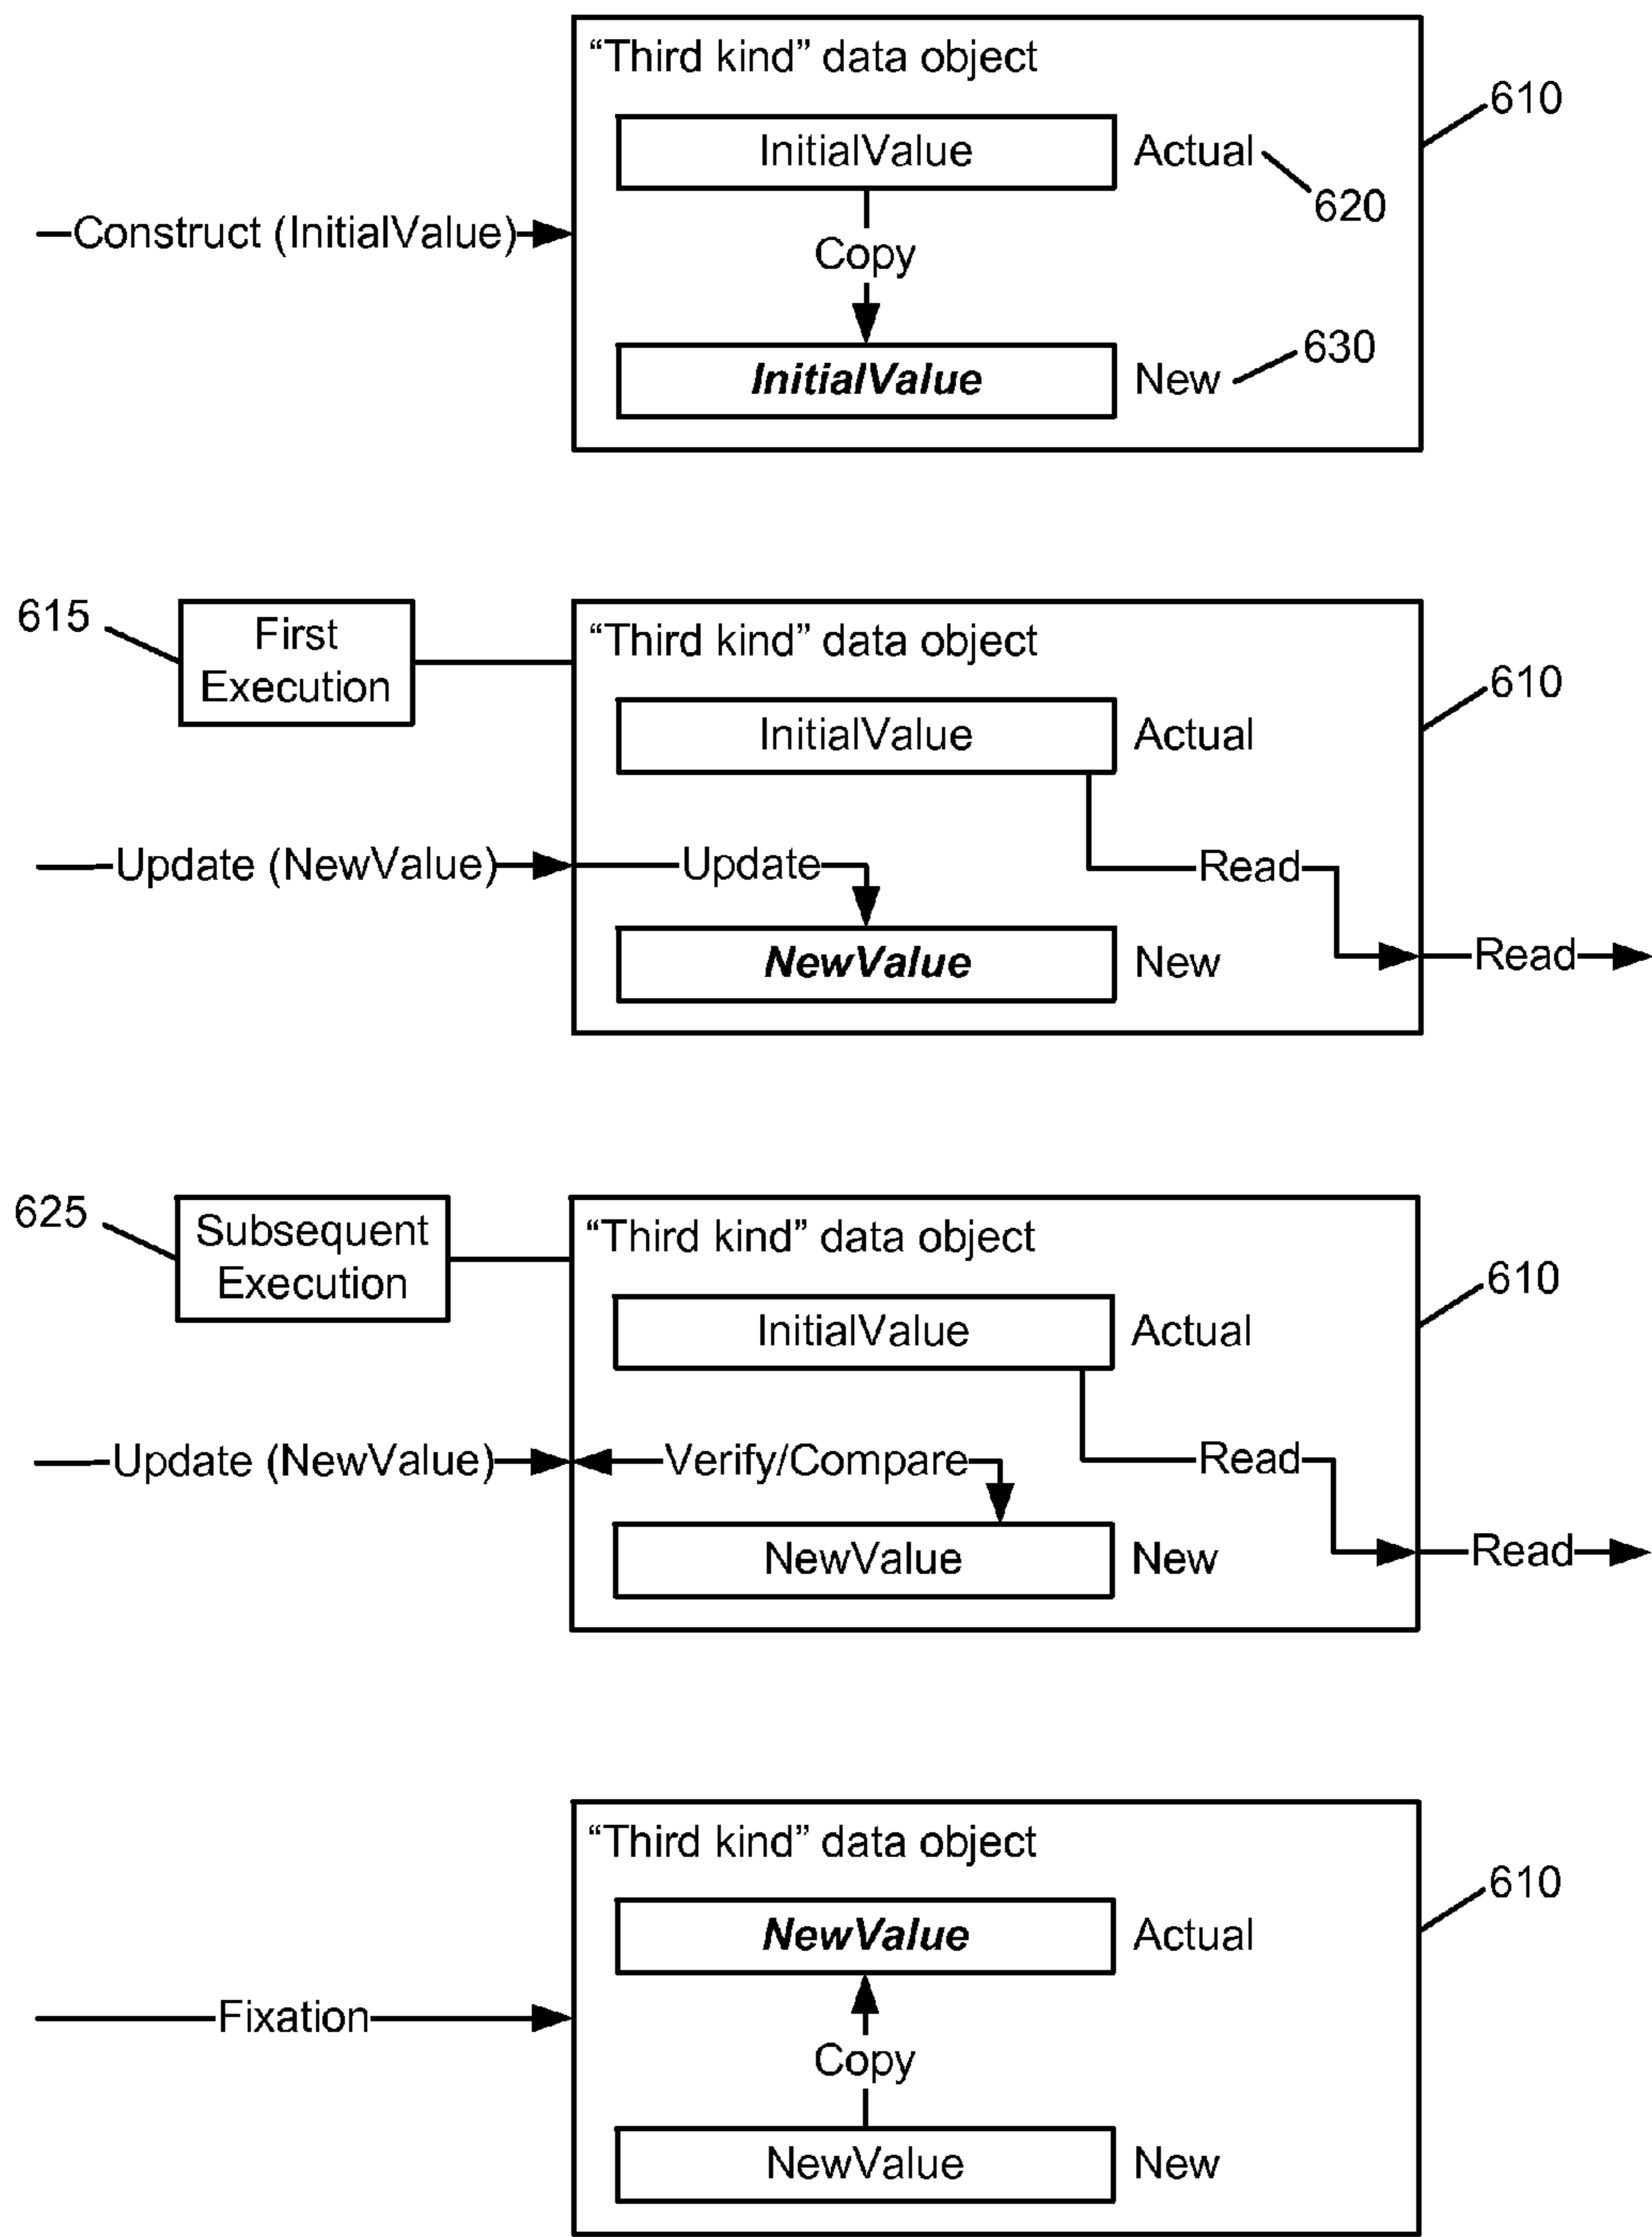 “Third kind” data object
610
InitialValue
Actual
620
Construct (InitialValue)
Copy
630
InitialValue
New
615
First
Execution
“Third kind” data object
610
InitialValue
Actual
Update (NewValue)
Update
Read
NewValue
New
Read
625
Subsequent
Execution
“Third kind” data object
610
InitialValue
Actual
Update (NewValue)
Verify/Compare
Read
NewValue
New
Read
“Third kind” data object
610
NewValue
Actual
Fixation
Copy
NewValue
New